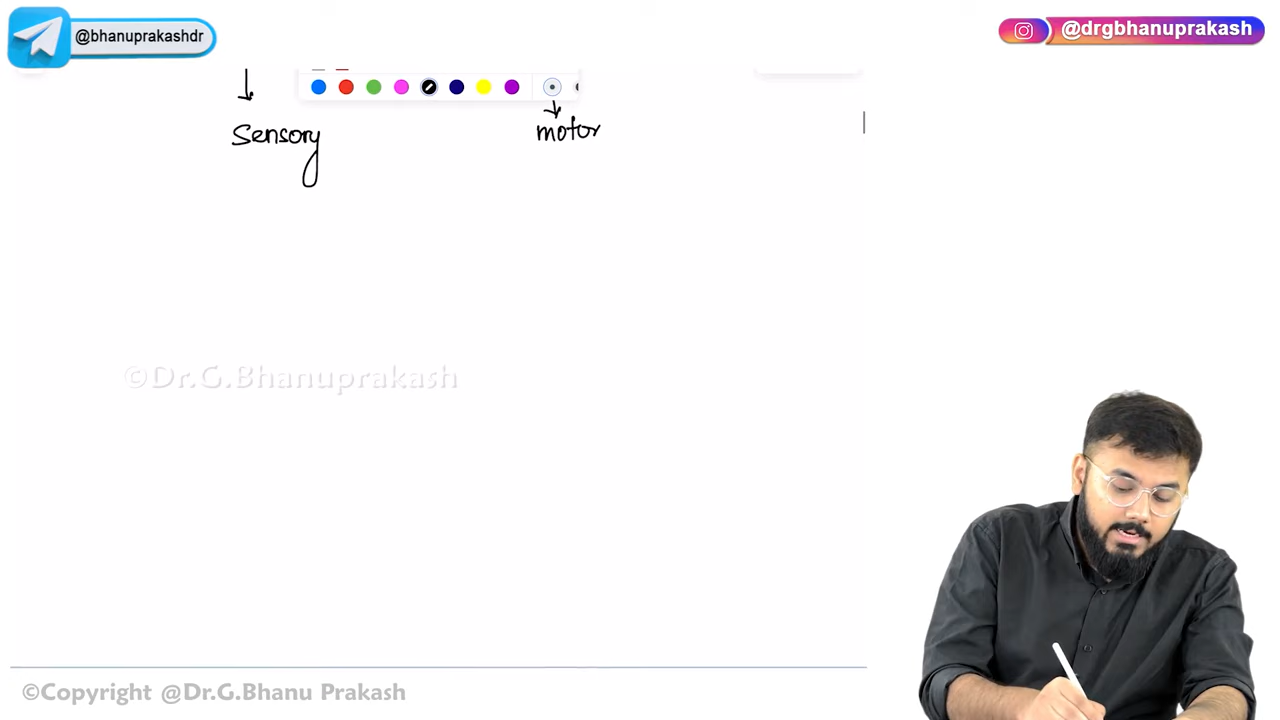 @bhanuprakashdr
@drgbhanuprakash
Sensory
motor
©Dr.G.Bhanuprakash
©Copyright @Dr.G.Bhanu Prakash